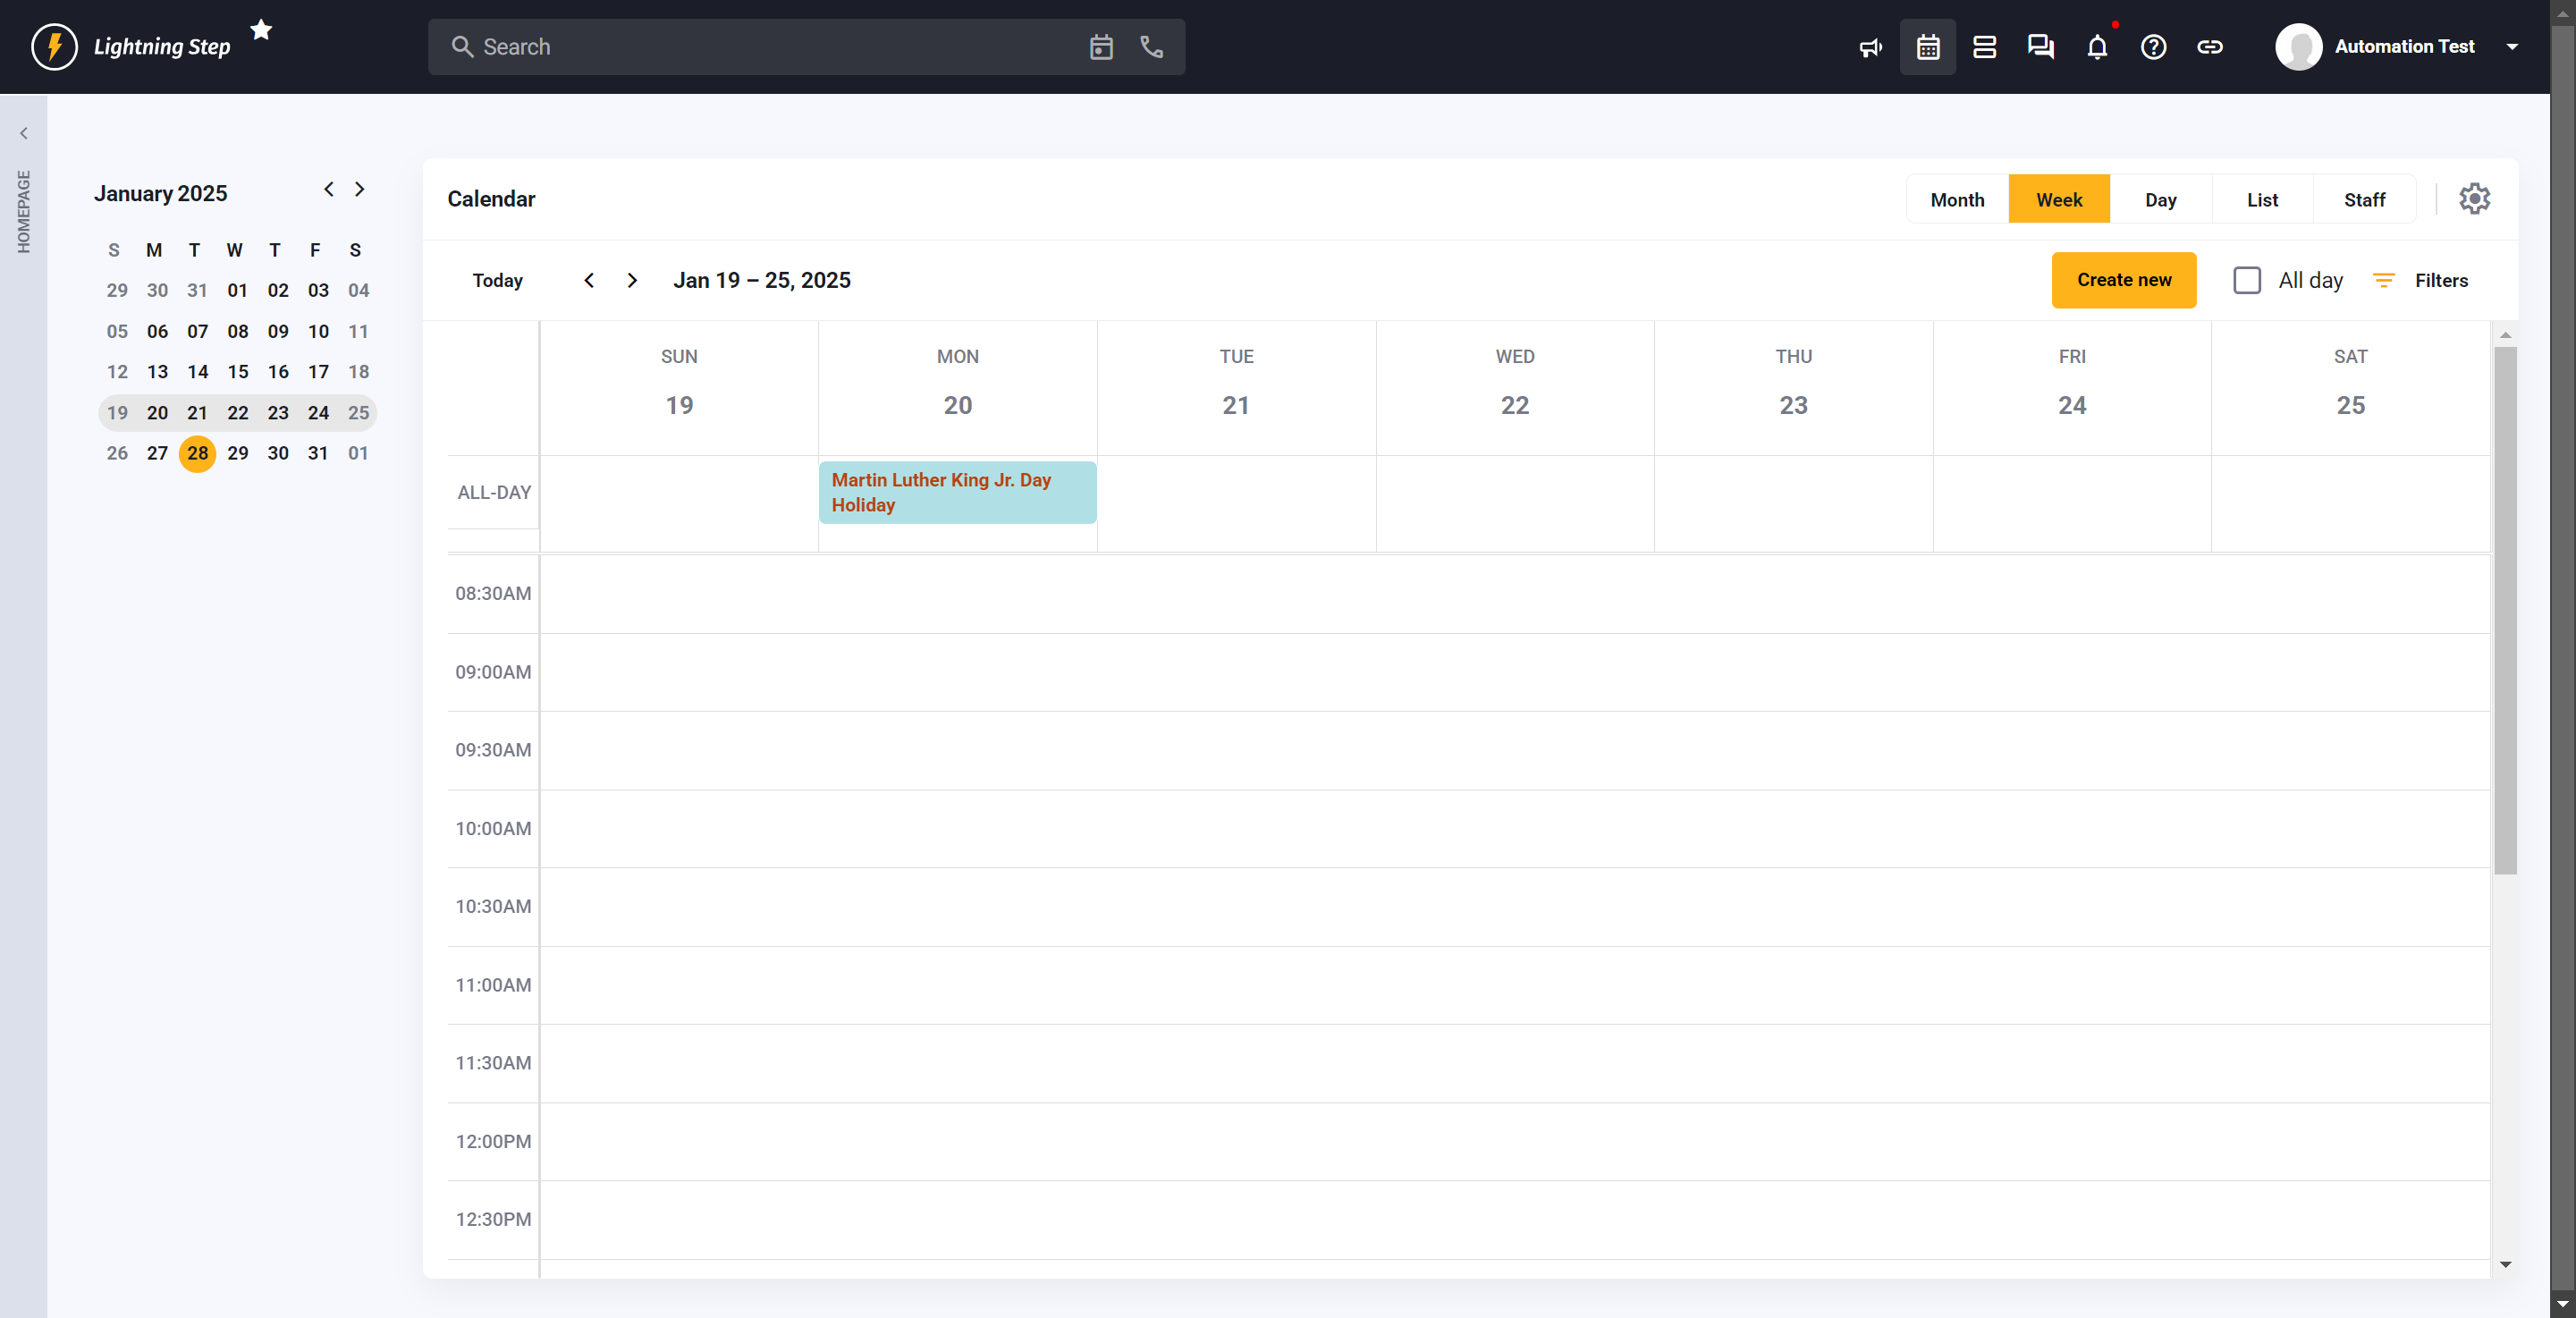 Lightning Step
Search
Automation Test
HOMEPAGE
January 2025
S M T W T F S
29 30 31 01 02 03 04
05 06 07 08 09 10 11
12 13 14 15 16 17 18
19 20 21 22 23 24 25
26 27 28 29 30 31 01
Calendar
Month Week Day List Staff
Today
Jan 19 – 25, 2025
Create new
All day
Filters
SUN MON TUE WED THU FRI SAT
19 20 21 22 23 24 25
ALL-DAY
Martin Luther King Jr. Day
Holiday
08:30AM
09:00AM
09:30AM
10:00AM
10:30AM
11:00AM
11:30AM
12:00PM
12:30PM